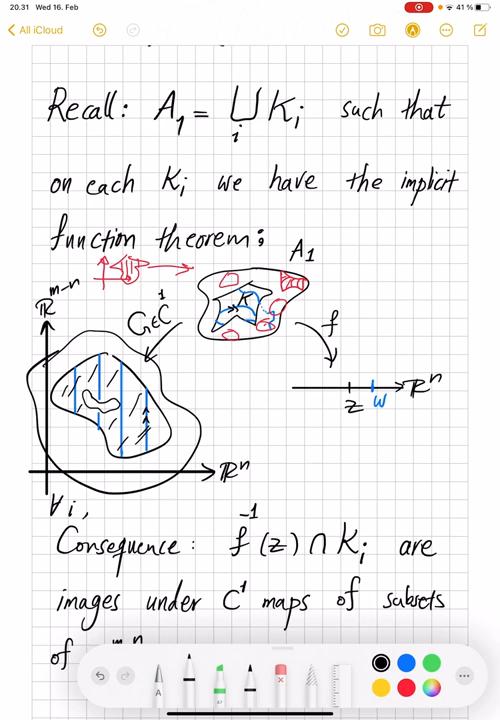 20.31 Wed 16. Feb
41 %
All iCloud
Recall: A₁ = ⨆ᵢ Kᵢ such that
on each Kᵢ we have the implicit
function theorem:
A1
ℝᵐ⁻ⁿ
G∈C¹
K
f
ℝⁿ
z w
ℝⁿ
∀ i,
Consequence: f⁻¹(z) ∩ Kᵢ are
images under C¹ maps of subsets
of